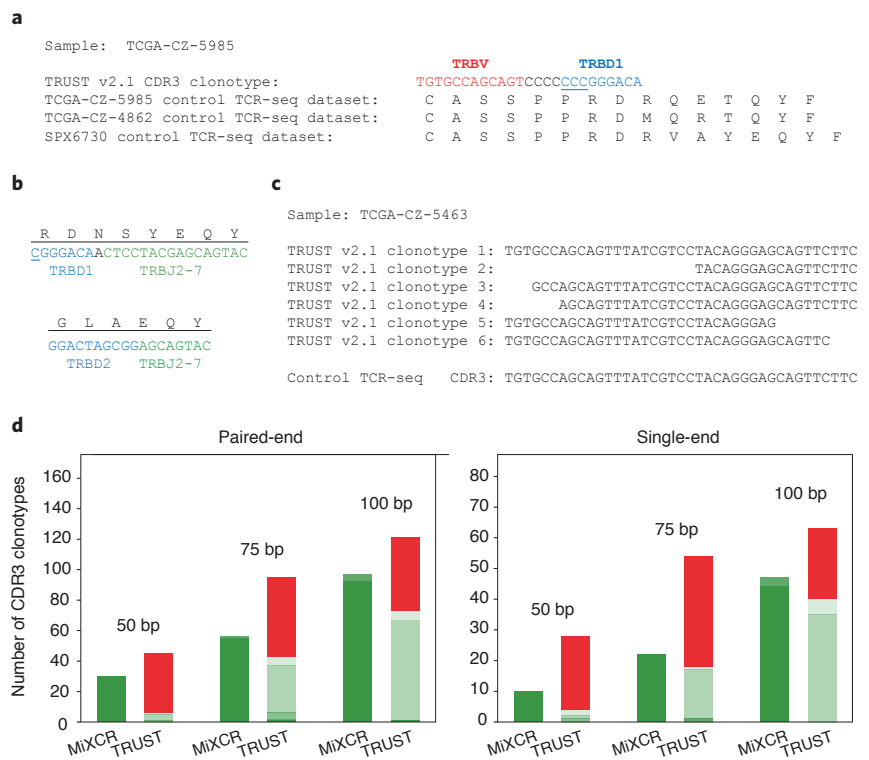 a
Sample: TCGA-CZ-5985
TRBV TRBD1
TRUST v2.1 CDR3 clonotype: TGTGCCAGCAGTCCCCCCCGGGACA
TCGA-CZ-5985 control TCR-seq dataset: C A S S P P R D R Q E T Q Y F
TCGA-CZ-4862 control TCR-seq dataset: C A S S P P R D M Q R T Q Y F
SPX6730 control TCR-seq dataset: C A S S P P R D R V A Y E Q Y F
b
R D N S Y E Q Y
CGGGACAACTCCTACGAGCAGTAC
TRBD1 TRBJ2-7
G L A E Q Y
GGACTAGCGGAGCAGTAC
TRBD2 TRBJ2-7
c
Sample: TCGA-CZ-5463
TRUST v2.1 clonotype 1: TGTGCCAGCAGTTTATCGTCCTACAGGGAGCAGTTCTTC
TRUST v2.1 clonotype 2: TACAGGGAGCAGTTCTTC
TRUST v2.1 clonotype 3: GCCAGCAGTTTATCGTCCTACAGGGAGCAGTTCTTC
TRUST v2.1 clonotype 4: AGCAGTTTATCGTCCTACAGGGAGCAGTTCTTC
TRUST v2.1 clonotype 5: TGTGCCAGCAGTTTATCGTCCTACAGGGAG
TRUST v2.1 clonotype 6: TGTGCCAGCAGTTTATCGTCCTACAGGGAGCAGTTC
Control TCR-seq CDR3: TGTGCCAGCAGTTTATCGTCCTACAGGGAGCAGTTCTTC
d
Paired-end
Number of CDR3 clonotypes
160
140
120
100
80
60
40
20
0
50 bp
75 bp
100 bp
MiXCR TRUST MiXCR TRUST MiXCR TRUST
Single-end
80
70
60
50
40
30
20
10
0
50 bp
75 bp
100 bp
MiXCR TRUST MiXCR TRUST MiXCR TRUST